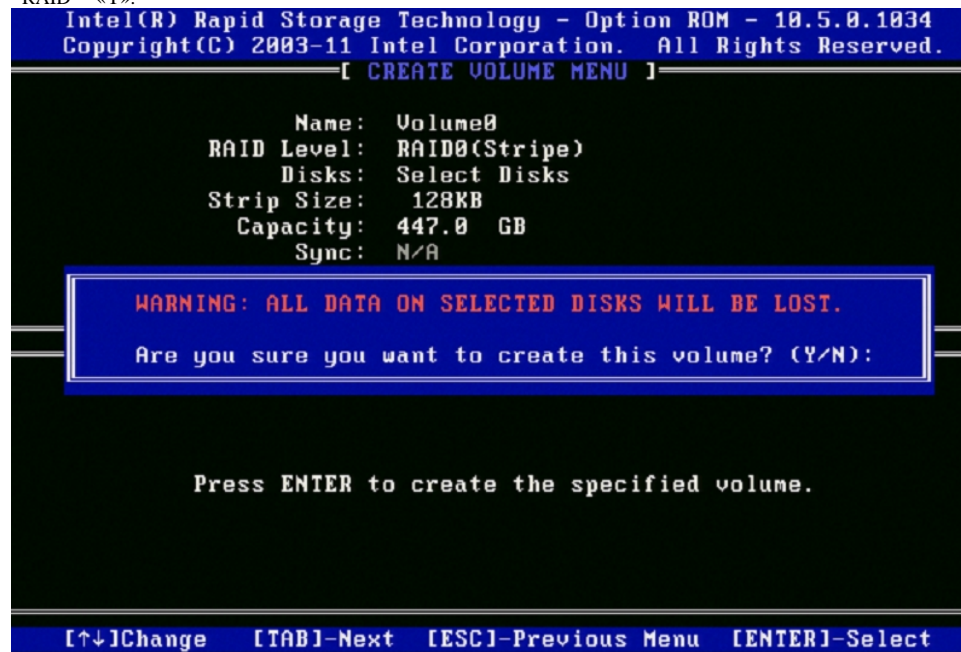 RAID «Y».
Intel(R) Rapid Storage Technology - Option ROM - 10.5.0.1034
Copyright(C) 2003-11 Intel Corporation. All Rights Reserved.
[ CREATE VOLUME MENU ]
Name: Volume0
RAID Level: RAID0(Stripe)
Disks: Select Disks
Strip Size: 128KB
Capacity: 447.0 GB
Sync: N/A
WARNING: ALL DATA ON SELECTED DISKS WILL BE LOST.
Are you sure you want to create this volume? (Y/N):
Press ENTER to create the specified volume.
[↑↓]Change [TAB]-Next [ESC]-Previous Menu [ENTER]-Select